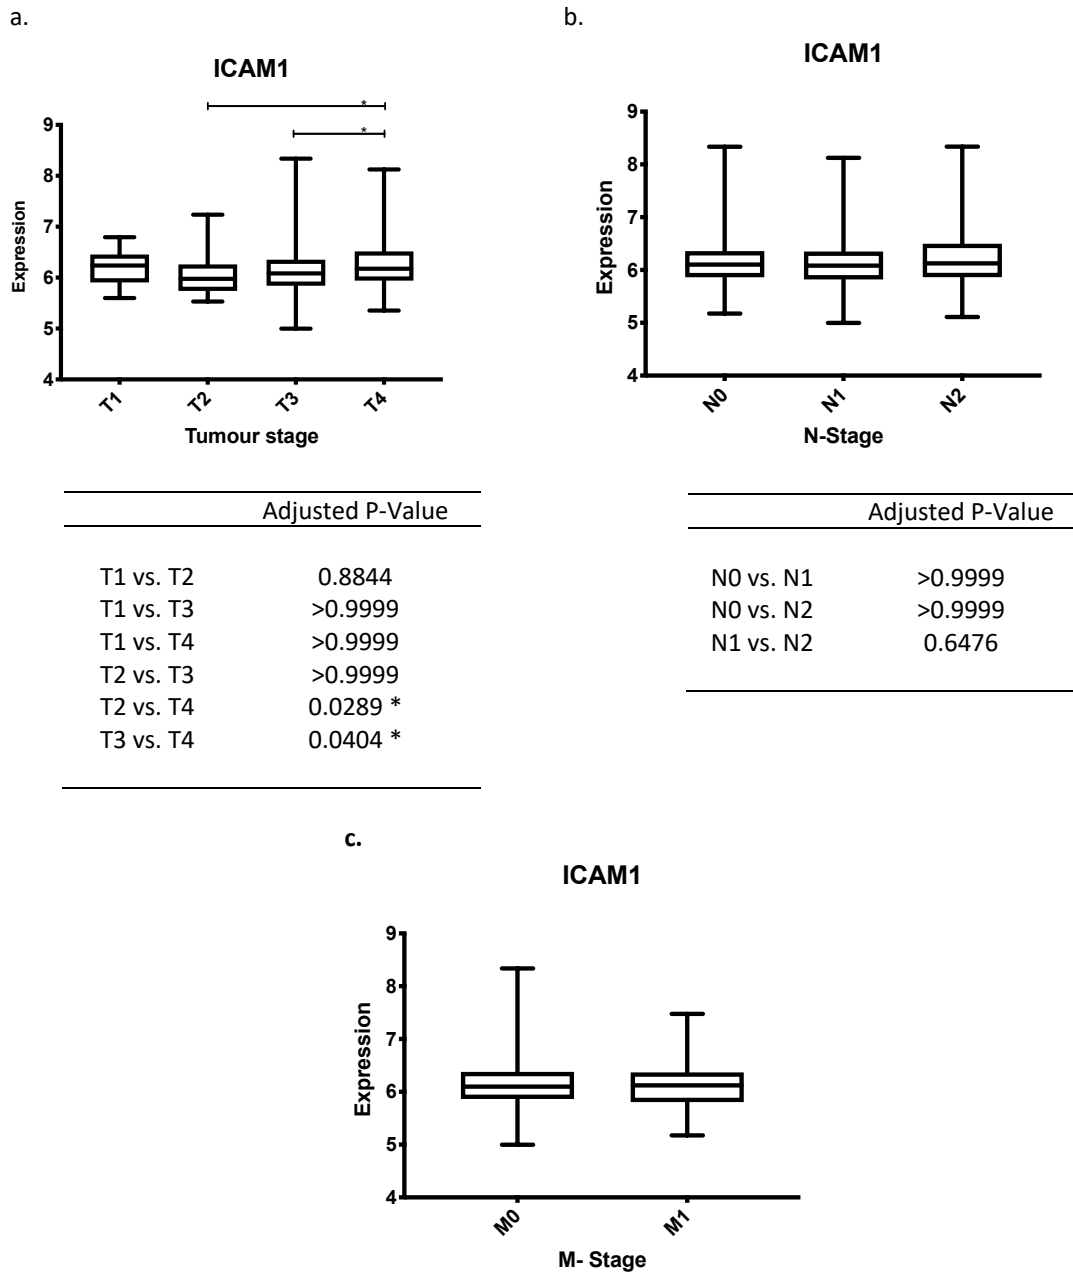 a.
ICAM1
*
*
9
8
7
6
5
4
Expression
T1 T2 T3 T4
Tumour stage
Adjusted P-Value
T1 vs. T2 0.8844
T1 vs. T3 >0.9999
T1 vs. T4 >0.9999
T2 vs. T3 >0.9999
T2 vs. T4 0.0289 *
T3 vs. T4 0.0404 *
b.
ICAM1
9
8
7
6
5
4
Expression
N0 N1 N2
N-Stage
Adjusted P-Value
N0 vs. N1 >0.9999
N0 vs. N2 >0.9999
N1 vs. N2 0.6476
c.
ICAM1
9
8
7
6
5
4
Expression
M0 M1
M- Stage